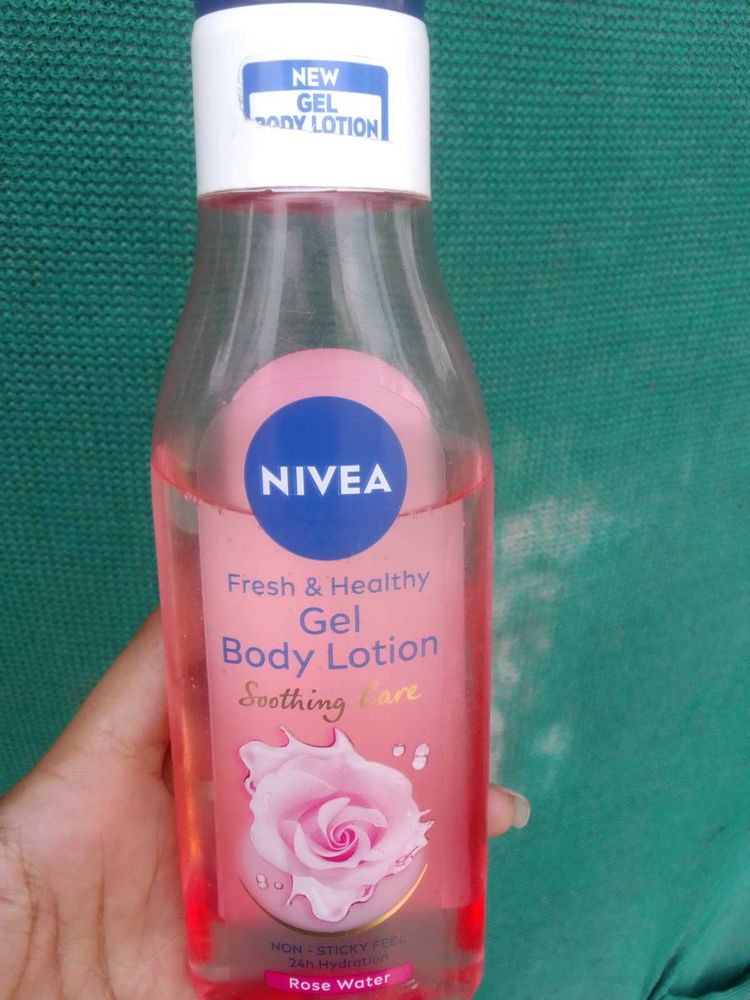 NEW
GEL
BODY LOTION
NIVEA
Fresh & Healthy
Gel
Body Lotion
Soothing Care
NON - STICKY FEEL
24h Hydration
Rose Water